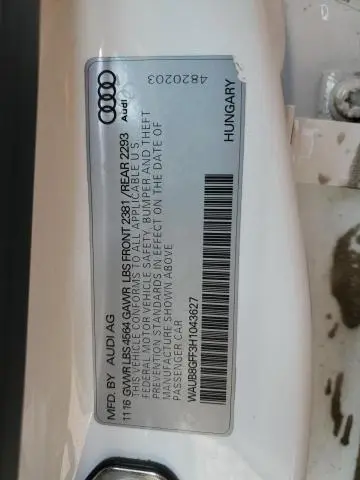 MFD. BY AUDI AG
Audi
4820203
11 16 GVWR LBS 4564 GAWR LBS FRONT 2381 / REAR 2293
THIS VEHICLE CONFORMS TO ALL APPLICABLE U S
FEDERAL MOTOR VEHICLE SAFETY, BUMPER AND THEFT
PREVENTION STANDARDS IN EFFECT ON THE DATE OF
MANUFACTURE SHOWN ABOVE
PASSENGER CAR
WAUB8GFF3H1043627
HUNGARY